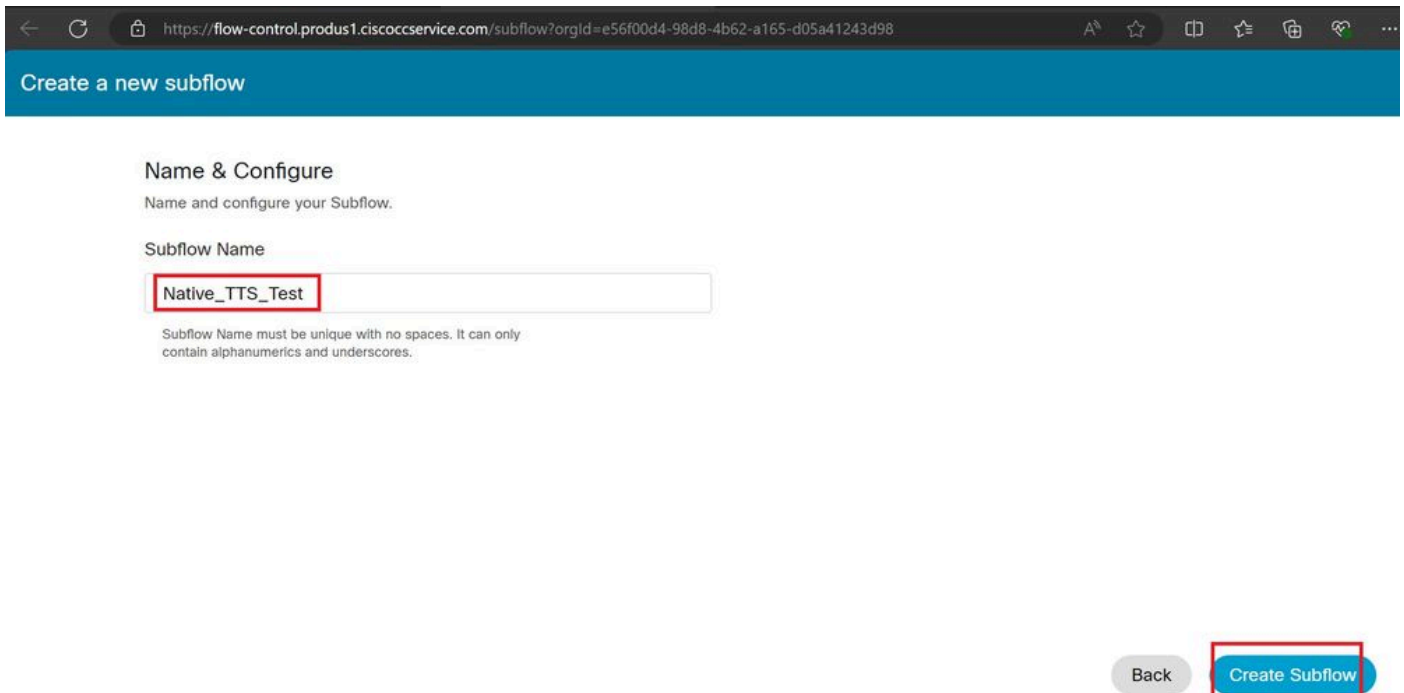 https://flow-control.produs1.ciscoccservice.com/subflow?orgId=e56f00d4-98d8-4b62-a165-d05a41243d98
Create a new subflow
Name & Configure
Name and configure your Subflow.
Subflow Name
Native_TTS_Test
Subflow Name must be unique with no spaces. It can only
contain alphanumerics and underscores.
Back
Create Subflow